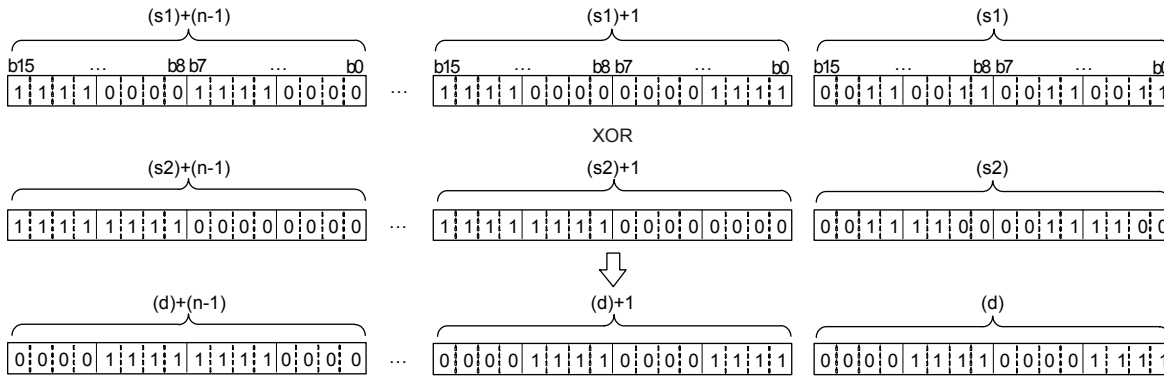 (s1)+(n-1) (s1)+1 (s1)
b15 ... b8 b7 ... b0 b15 ... b8 b7 ... b0 b15 ... b8 b7 ... b0
1 1 1 1 0 0 0 0 1 1 1 1 0 0 0 0 ... 1 1 1 1 0 0 0 0 0 0 0 0 1 1 1 1 0 0 1 1 0 0 1 1 0 0 1 1 0 0 1 1
XOR
(s2)+(n-1) (s2)+1 (s2)
1 1 1 1 1 1 1 1 0 0 0 0 0 0 0 0 ... 1 1 1 1 1 1 1 1 0 0 0 0 0 0 0 0 0 0 1 1 1 1 0 0 0 0 1 1 1 1 0 0
(d)+(n-1) (d)+1 (d)
0 0 0 0 1 1 1 1 1 1 1 1 0 0 0 0 ... 0 0 0 0 1 1 1 1 0 0 0 0 1 1 1 1 0 0 0 0 1 1 1 1 0 0 0 0 1 1 1 1